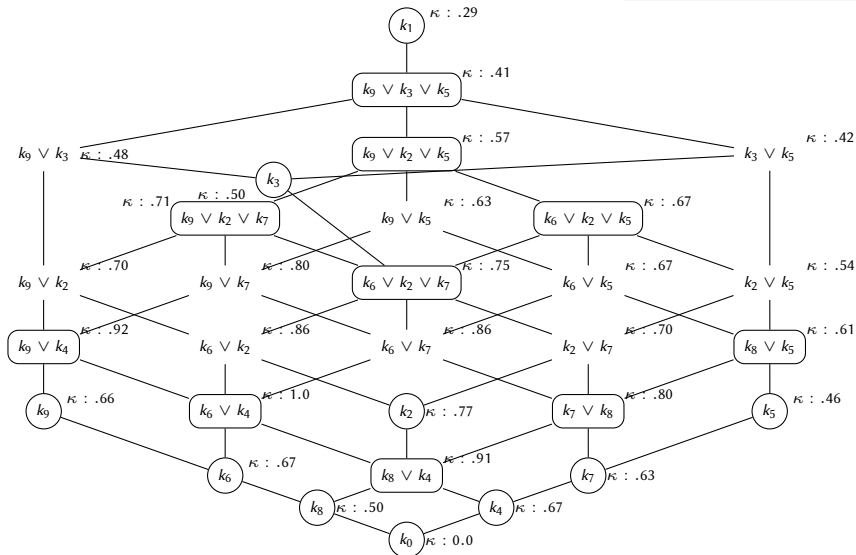 k1 κ : .29
k9 ∨ k3 ∨ k5 κ : .41
k9 ∨ k3 κ : .48
k9 ∨ k2 ∨ k5 κ : .57
k3 ∨ k5 κ : .42
k3 κ : .50
k9 ∨ k2 ∨ k7 κ : .71
k9 ∨ k5 κ : .63
k6 ∨ k2 ∨ k5 κ : .67
k9 ∨ k2 κ : .70
k9 ∨ k7 κ : .80
k6 ∨ k2 ∨ k7 κ : .75
k6 ∨ k5 κ : .67
k2 ∨ k5 κ : .54
k9 ∨ k4 κ : .92
k6 ∨ k2 κ : .86
k6 ∨ k7 κ : .86
k2 ∨ k7 κ : .70
k8 ∨ k5 κ : .61
k9 κ : .66
k6 ∨ k4 κ : 1.0
k2 κ : .77
k7 ∨ k8 κ : .80
k5 κ : .46
k6 κ : .67
k8 ∨ k4 κ : .91
k7 κ : .63
k8 κ : .50
k4 κ : .67
k0 κ : 0.0